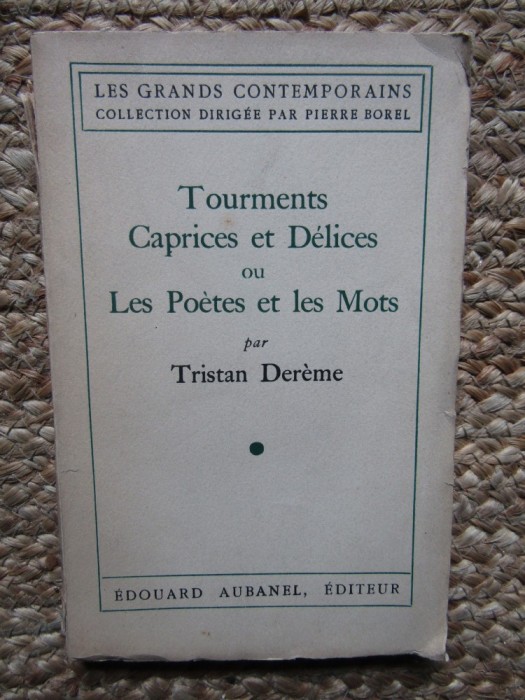 LES GRANDS CONTEMPORAINS
COLLECTION DIRIGÉE PAR PIERRE BOREL
Tourments
Caprices et Délices
ou
Les Poètes et les Mots
par
Tristan Derème
ÉDOUARD AUBANEL, ÉDITEUR